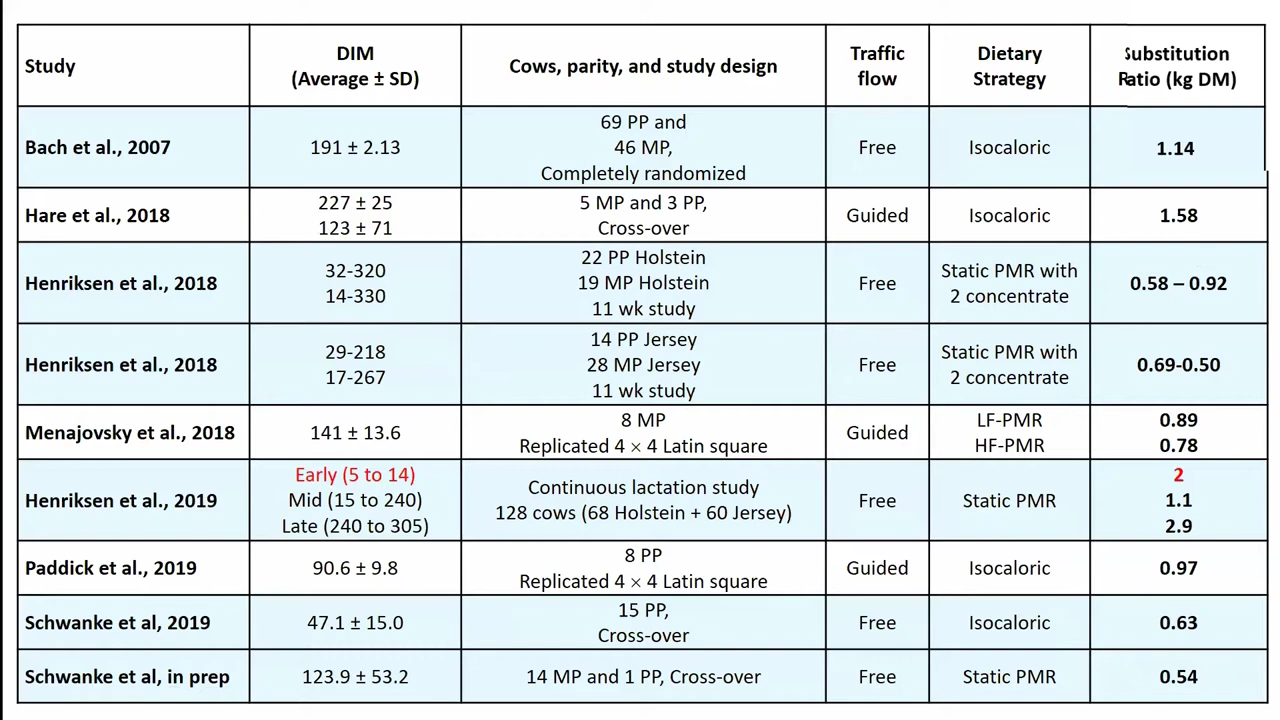 Study
DIM
(Average ± SD)
Cows, parity, and study design
Traffic
flow
Dietary
Strategy
Substitution
Ratio (kg DM)
Bach et al., 2007
191 ± 2.13
69 PP and
46 MP,
Completely randomized
Free
Isocaloric
1.14
Hare et al., 2018
227 ± 25
123 ± 71
5 MP and 3 PP,
Cross-over
Guided
Isocaloric
1.58
Henriksen et al., 2018
32-320
14-330
22 PP Holstein
19 MP Holstein
11 wk study
Free
Static PMR with
2 concentrate
0.58 – 0.92
Henriksen et al., 2018
29-218
17-267
14 PP Jersey
28 MP Jersey
11 wk study
Free
Static PMR with
2 concentrate
0.69-0.50
Menajovsky et al., 2018
141 ± 13.6
8 MP
Replicated 4 × 4 Latin square
Guided
LF-PMR
HF-PMR
0.89
0.78
Henriksen et al., 2019
Early (5 to 14)
Mid (15 to 240)
Late (240 to 305)
Continuous lactation study
128 cows (68 Holstein + 60 Jersey)
Free
Static PMR
2
1.1
2.9
Paddick et al., 2019
90.6 ± 9.8
8 PP
Replicated 4 × 4 Latin square
Guided
Isocaloric
0.97
Schwanke et al, 2019
47.1 ± 15.0
15 PP,
Cross-over
Free
Isocaloric
0.63
Schwanke et al, in prep
123.9 ± 53.2
14 MP and 1 PP, Cross-over
Free
Static PMR
0.54